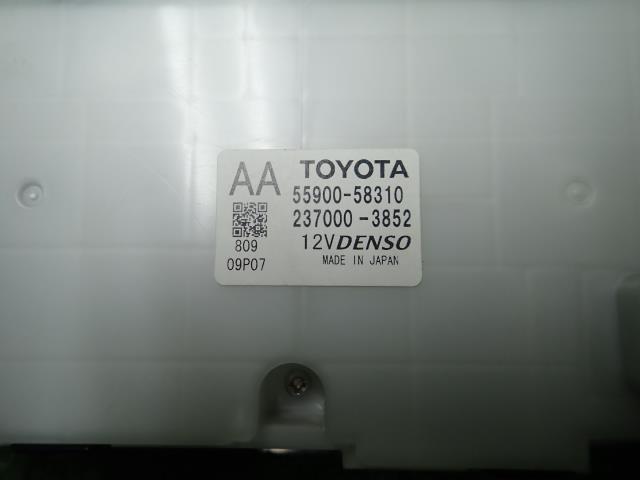 AA TOYOTA
55900-58310
237000-3852
809 12V DENSO
09P07 MADE IN JAPAN